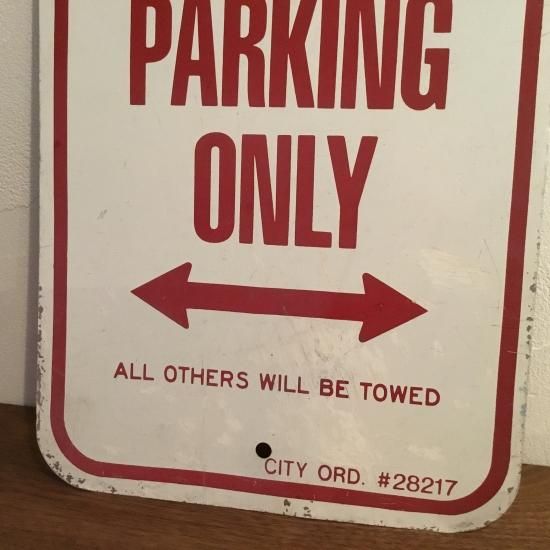 PARKING
ONLY
ALL OTHERS WILL BE TOWED
CITY ORD. #28217